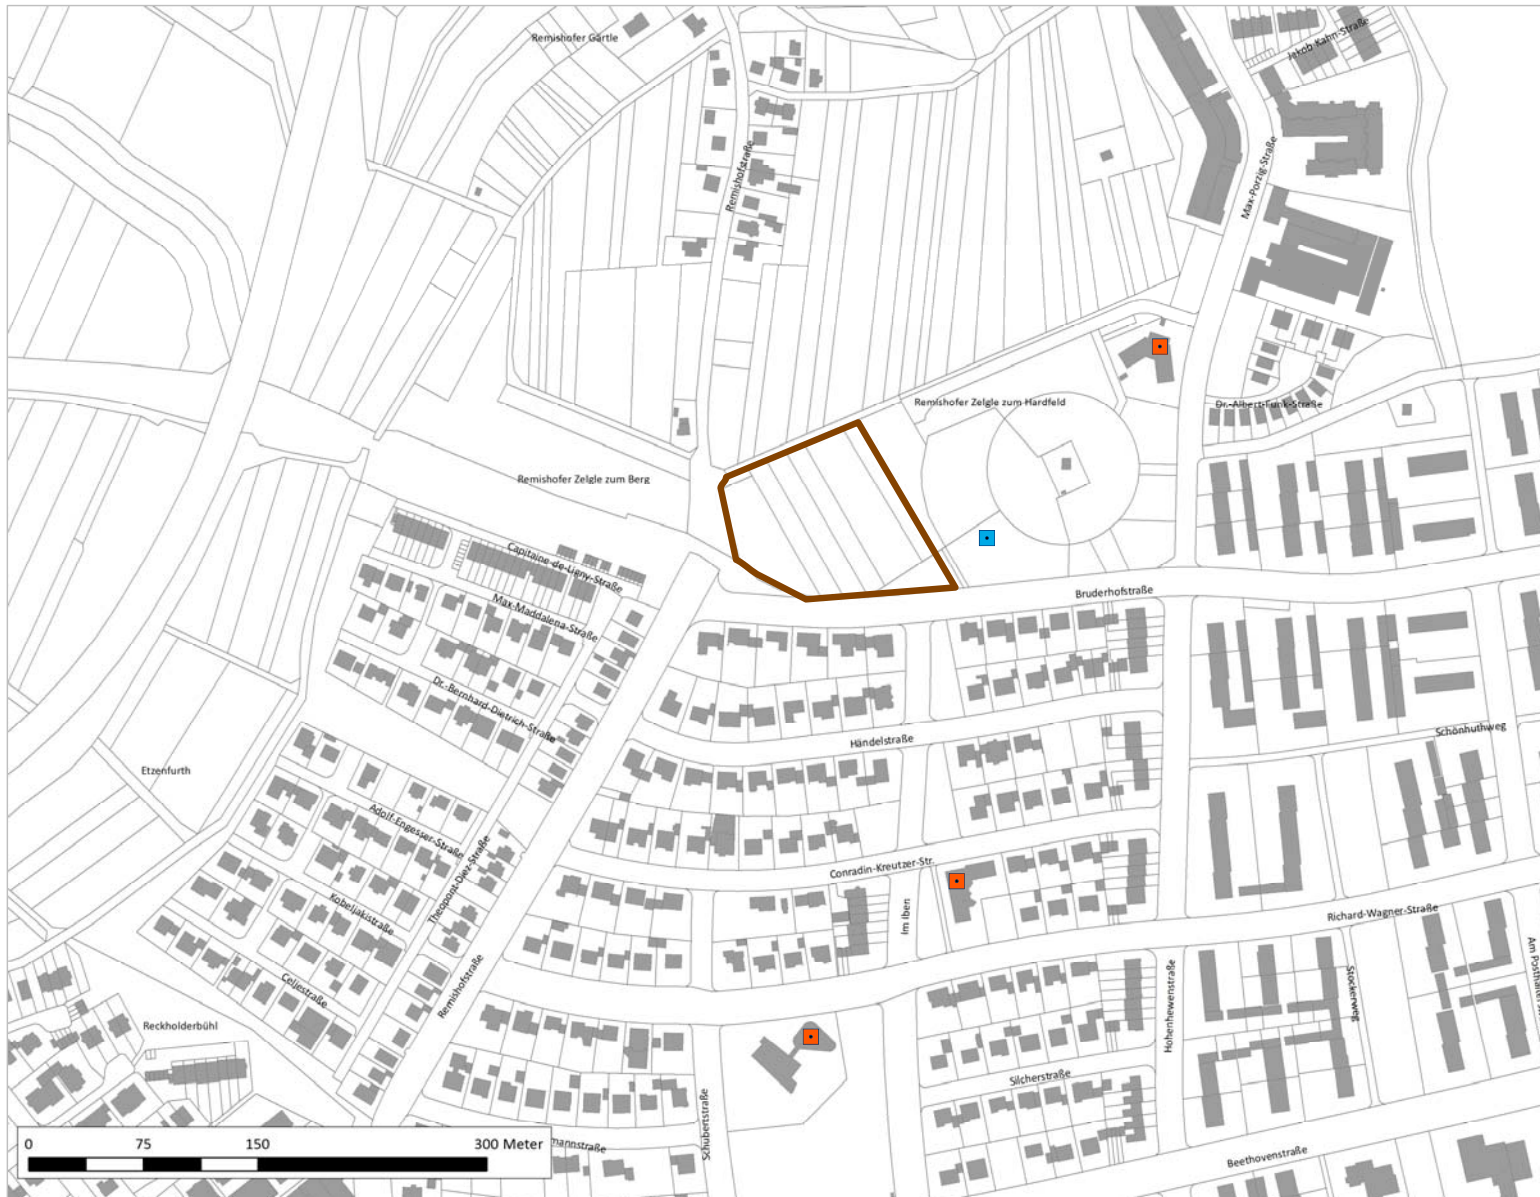 Remishofer Gärtle
Jakob-Kahn-Straße
Remishofstraße
Max-Porzig-Straße
Remishofer Zelgle zum Hardfeld
Dr.-Albert-Funk-Straße
Remishofer Zelgle zum Berg
Capitaine-de-Ligny-Straße
Bruderhofstraße
Max-Maddalena-Straße
Dr.-Bernhard-Dietrich-Straße
Händelstraße
Schönhuthweg
Etzenfurth
Adolf-Engesser-Straße
Theopont-Diez-Straße
Conradin-Kreutzer-Str.
Kobeljakistraße
Im Iben
Richard-Wagner-Straße
Remishofstraße
Celjestraße
Hohenhewenstraße
Stockerweg
Reckholderbühl
Silcherstraße
Schubertstraße
mannstraße
Beethovenstraße
0 75 150 300 Meter